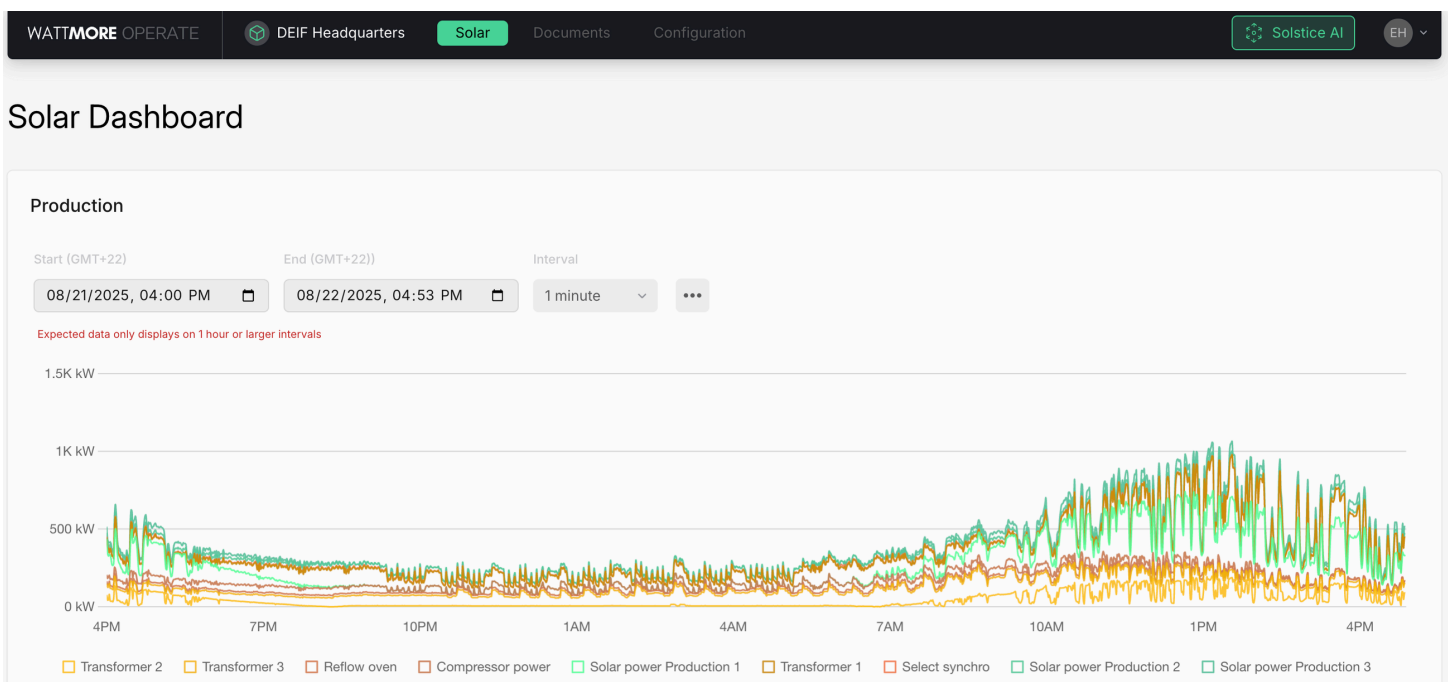 WATTMORE OPERATE DEIF Headquarters Solar Documents Configuration Solstice AI EH
Solar Dashboard
Production
Start (GMT+22) End (GMT+22)) Interval
08/21/2025, 04:00 PM 08/22/2025, 04:53 PM 1 minute •••
Expected data only displays on 1 hour or larger intervals
1.5K kW
1K kW
500 kW
0 kW
4PM 7PM 10PM 1AM 4AM 7AM 10AM 1PM 4PM
Transformer 2 Transformer 3 Reflow oven Compressor power Solar power Production 1 Transformer 1 Select synchro Solar power Production 2 Solar power Production 3